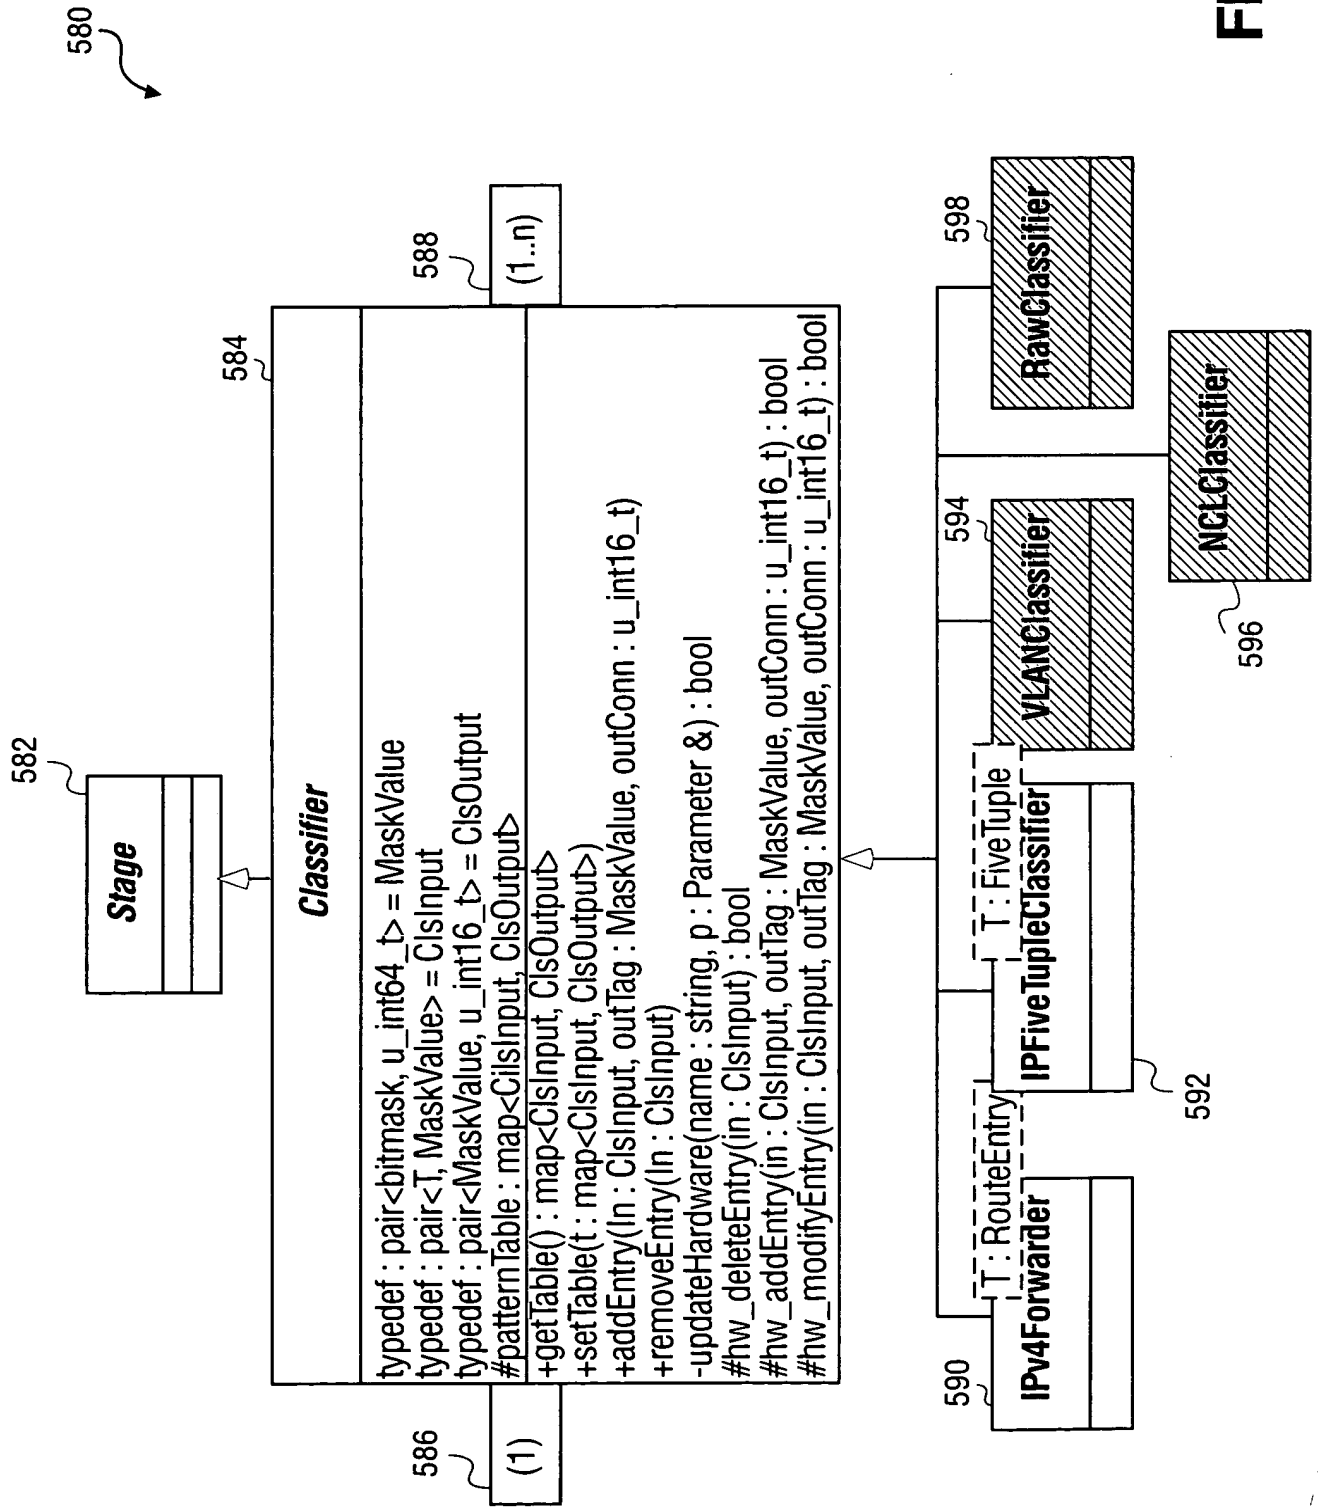 580
582
Stage
584
Classifier
typedef : pair<bitmask, u_int64_t> = MaskValue
typedef : pair<T, MaskValue> = ClsInput
typedef : pair<MaskValue, u_int16_t> = ClsOutput
#patternTable : map<CilsInput, ClsOutput>
+getTable() : map<ClsInput, ClsOutput>
+setTable(t : map<ClsInput, ClsOutput>)
+addEntry(In : ClsInput, outTag : MaskValue, outConn : u_int16_t)
+removeEntry(In : ClsInput)
-updateHardware(name : string, p : Parameter &) : bool
#hw_deleteEntry(in : ClsInput) : bool
#hw_addEntry(in : ClsInput, outTag : MaskValue, outConn : u_int16_t) : bool
#hw_modifyEntry(in : ClsInput, outTag : MaskValue, outConn : u_int16_t) : bool
586
(1)
588
(1..n)
590
T : RouteEntry
IPv4Forwarder
T : FiveTuple
IPFiveTupleClassifier
592
594
VLANClassifier
598
RawClassifier
NCLClassifier
596